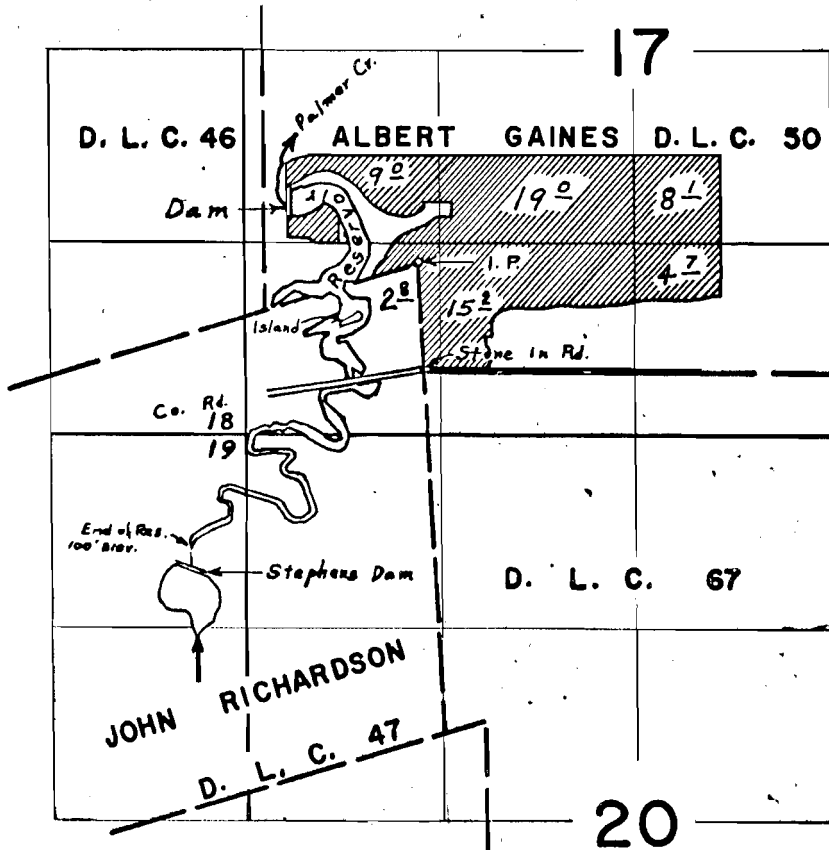 17
Palmer Cr.
D. L. C. 46
ALBERT GAINES D. L. C. 50
9 0
19 0
8 1
Dam
Reservoir
I. P.
4 7
2 8
15 2
Island
Stone in Rd.
Co. Rd.
18
19
End of Res.
100' Elev.
Stephens Dam
D. L. C. 67
JOHN RICHARDSON
D. L. C. 47
20